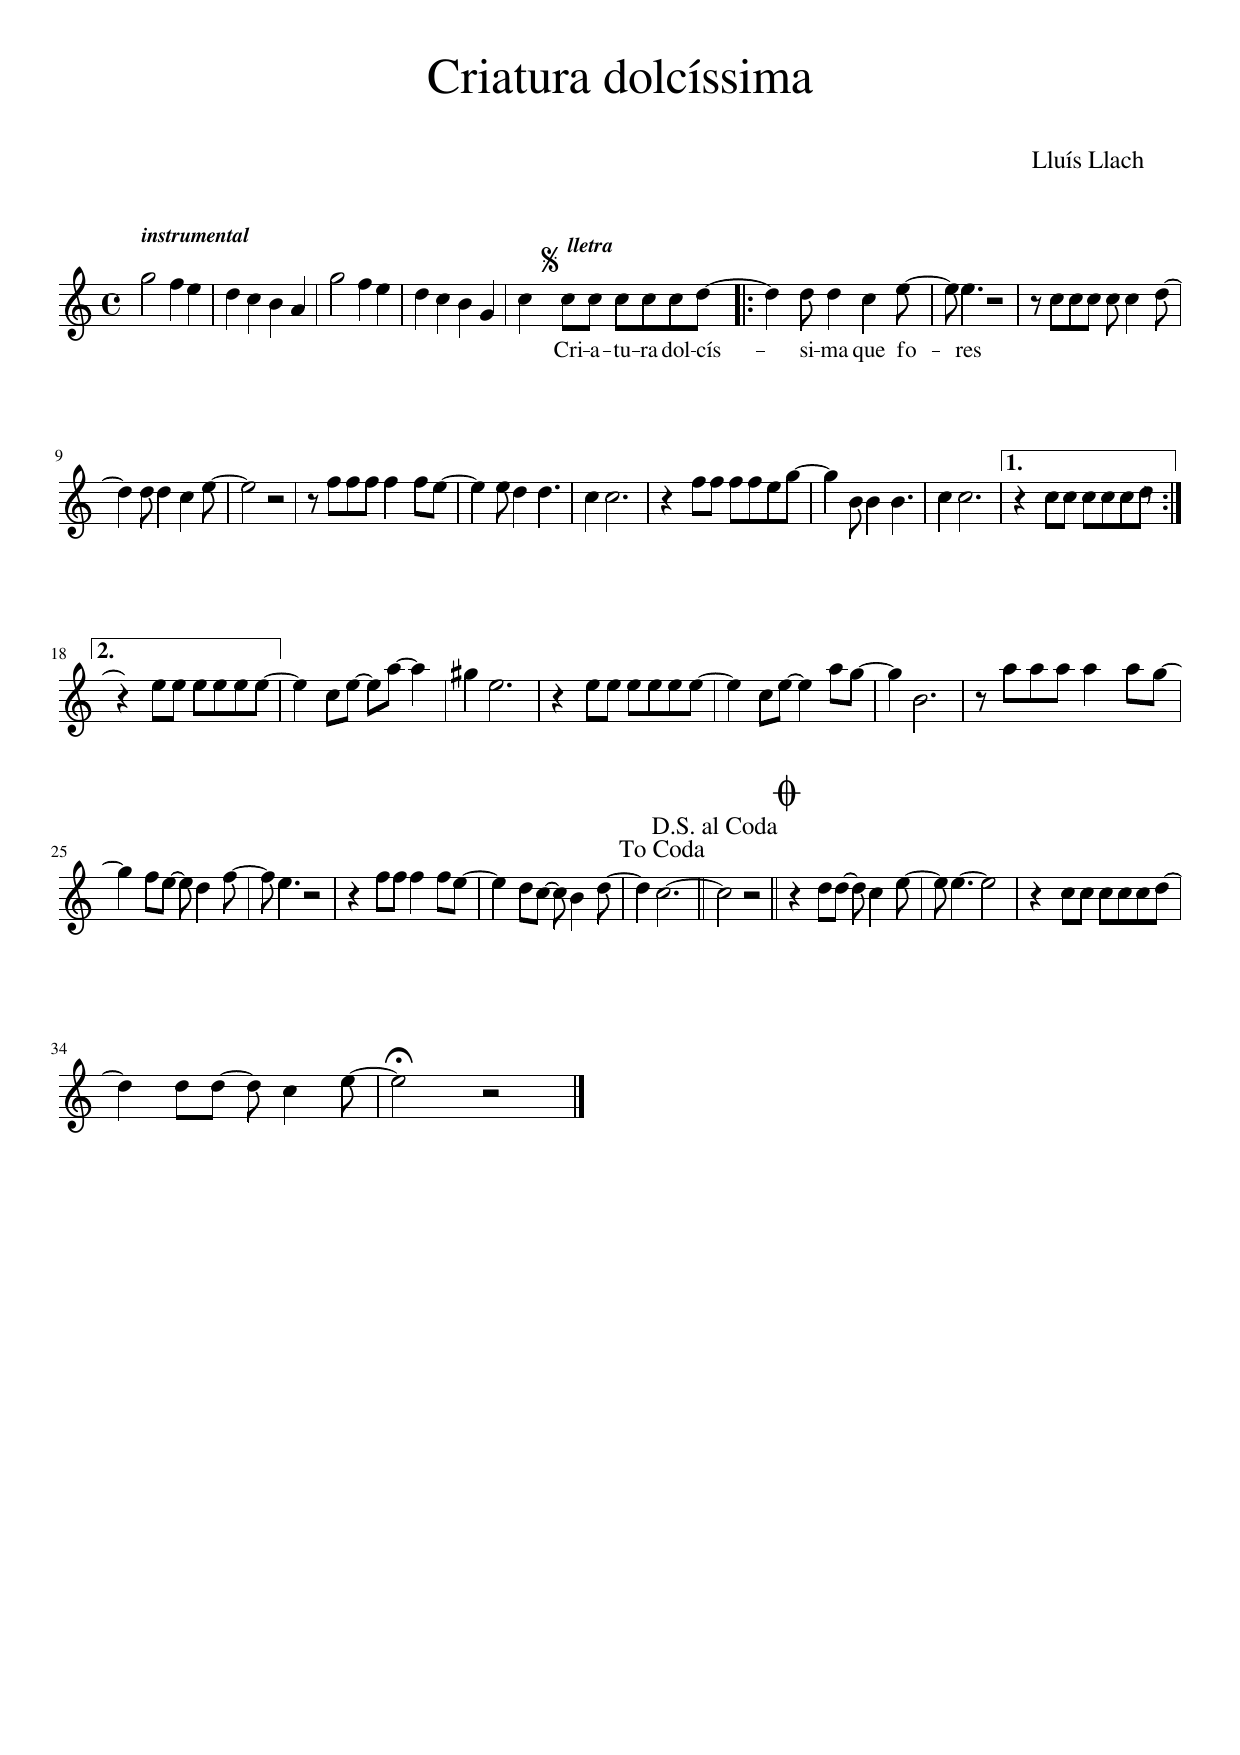 Criatura dolcíssima
Lluís Llach
instrumental
lletra
Cri-a-tu-ra dol-cís - si-ma que fo - res
9
1.
18
2.
25
D.S. al Coda
To Coda
34